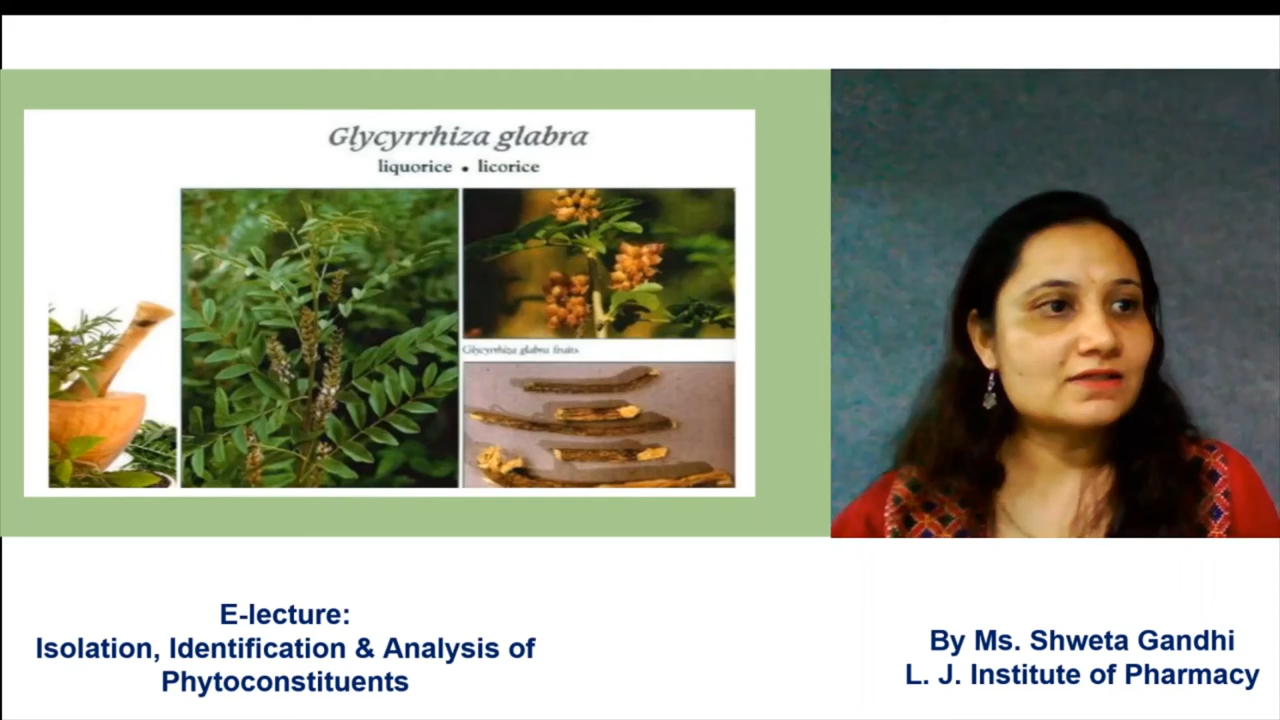 Glycyrrhiza glabra
liquorice • licorice
Glycyrrhiza glabra fruits
E-lecture:
Isolation, Identification & Analysis of
Phytoconstituents
By Ms. Shweta Gandhi
L. J. Institute of Pharmacy